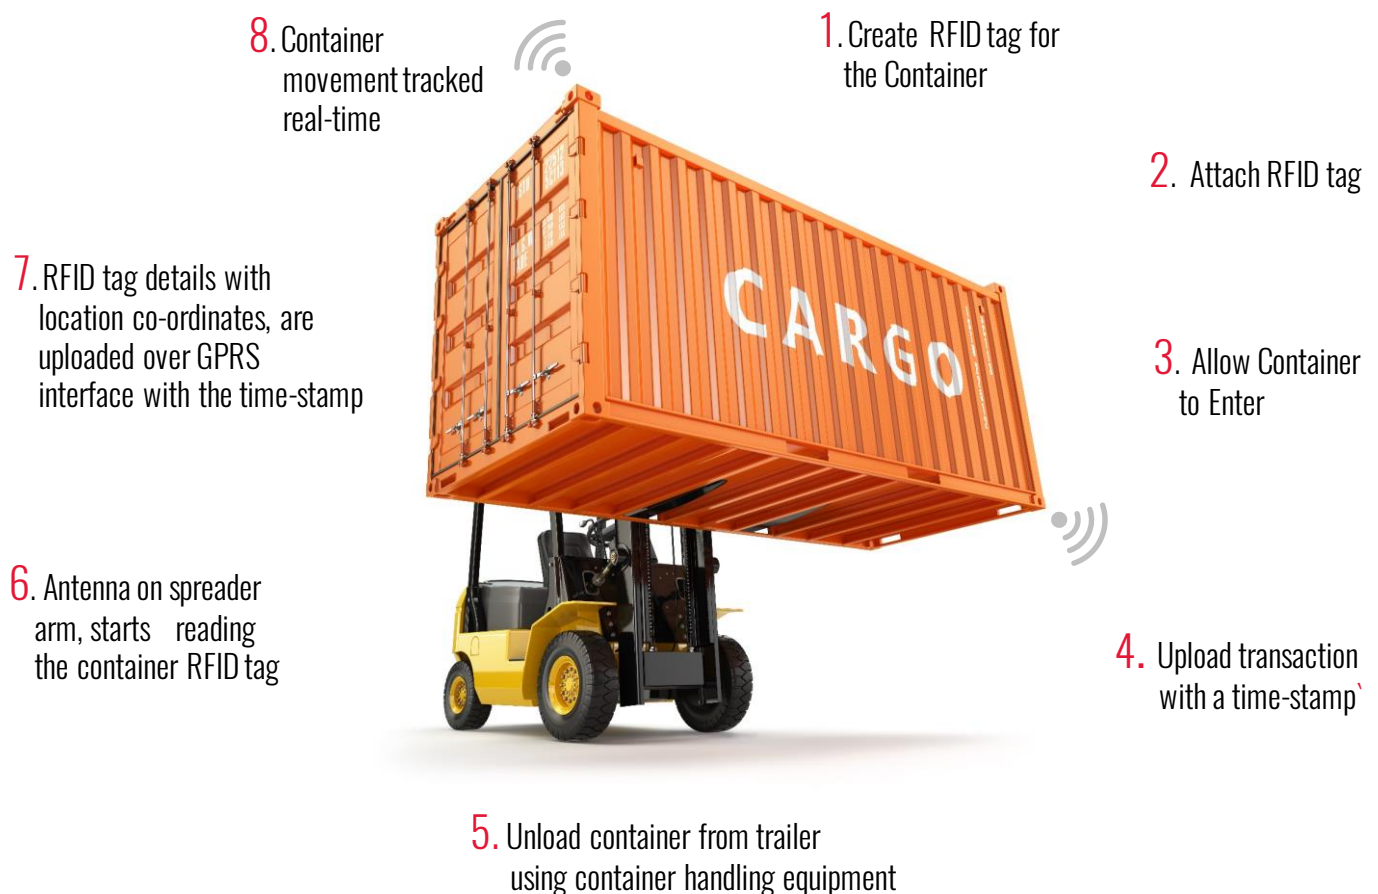 1. Create RFID tag for
the Container
2. Attach RFID tag
3. Allow Container
to Enter
4. Upload transaction
with a time-stamp`
5. Unload container from trailer
using container handling equipment
6. Antenna on spreader
arm, starts reading
the container RFID tag
7. RFID tag details with
location co-ordinates, are
uploaded over GPRS
interface with the time-stamp
8. Container
movement tracked
real-time
CARGO